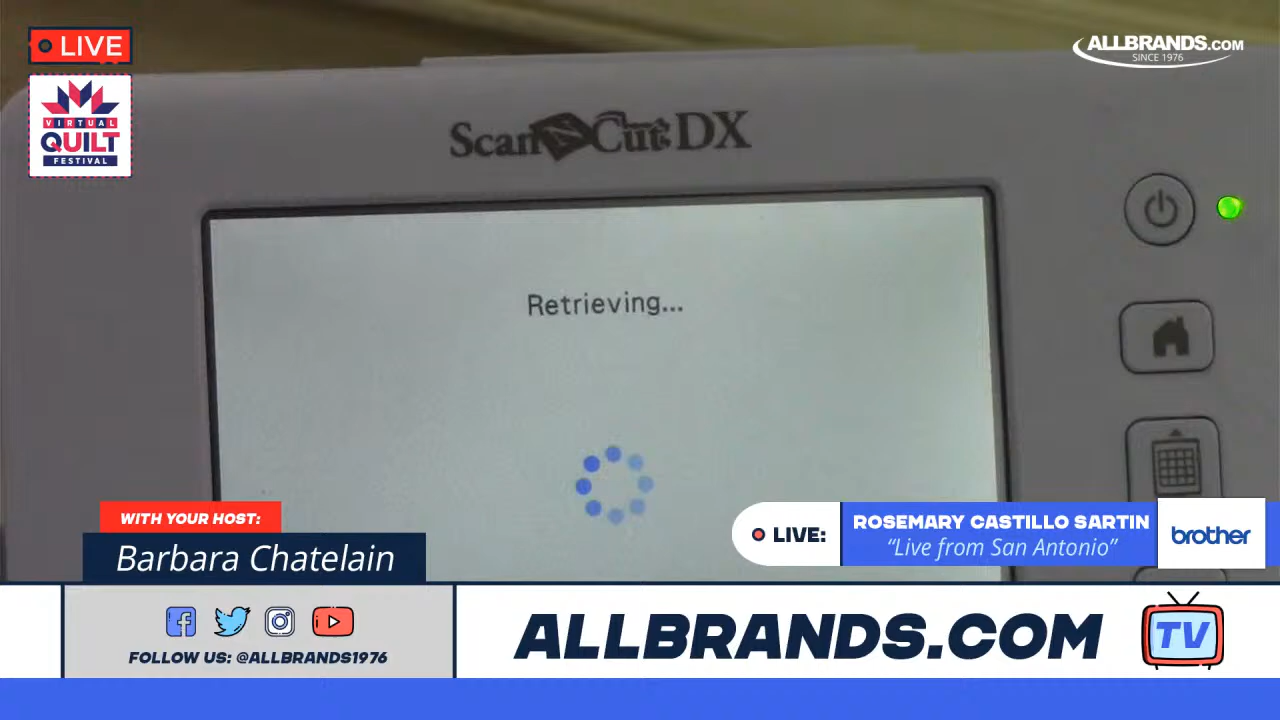 LIVE
ALLBRANDS.COM
SINCE 1976
VIRTUAL
QUILT
FESTIVAL
ScanNCut DX
Retrieving...
WITH YOUR HOST:
Barbara Chatelain
LIVE:
ROSEMARY CASTILLO SARTIN
“Live from San Antonio”
brother
FOLLOW US: @ALLBRANDS1976
ALLBRANDS.COM
TV